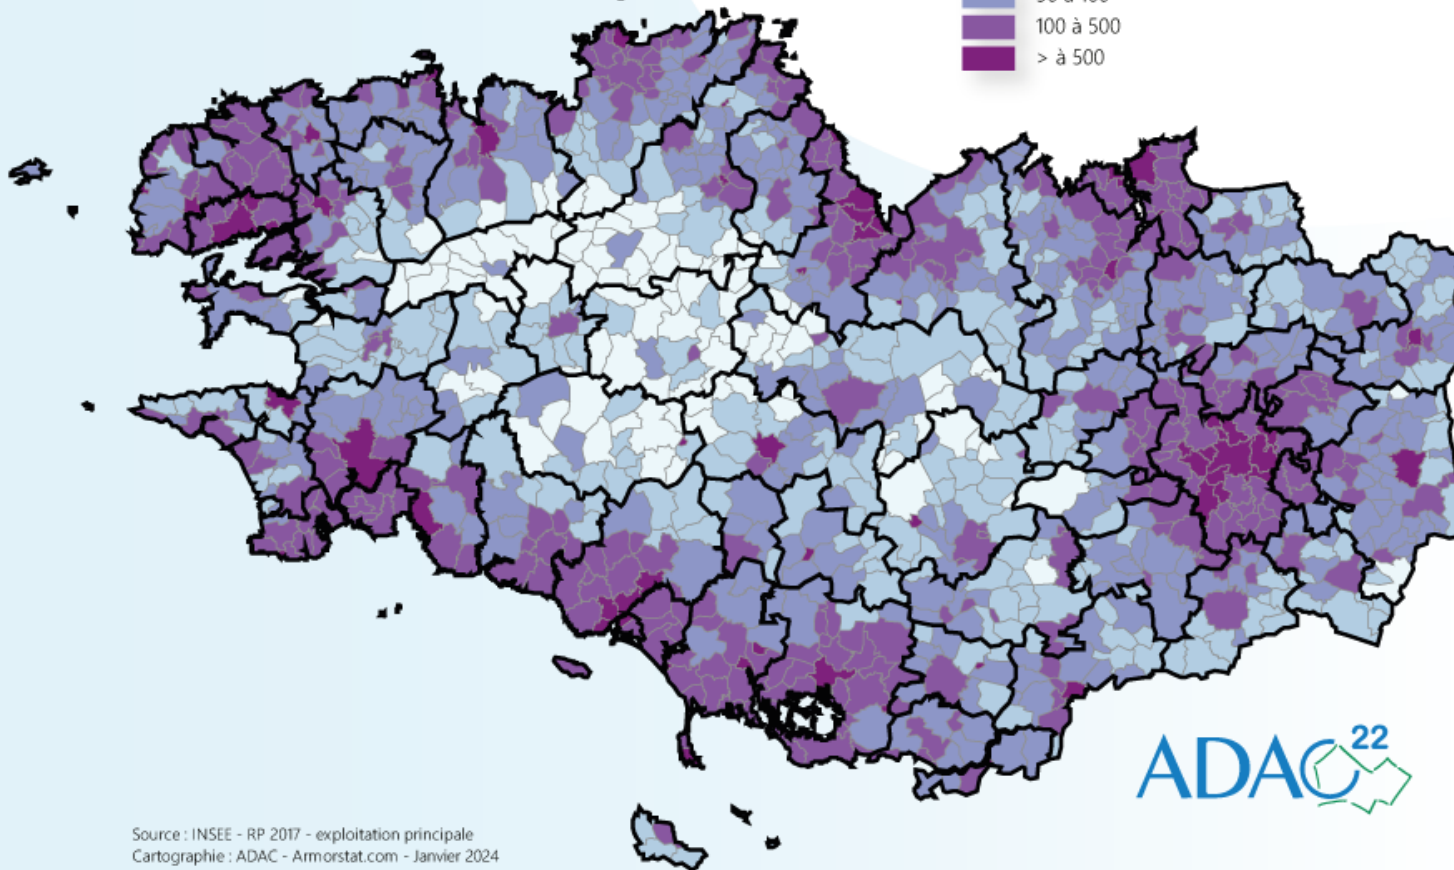 100 à 500
> à 500
ADAC 22
Source : INSEE - RP 2017 - exploitation principale
Cartographie : ADAC - Armorstat.com - Janvier 2024